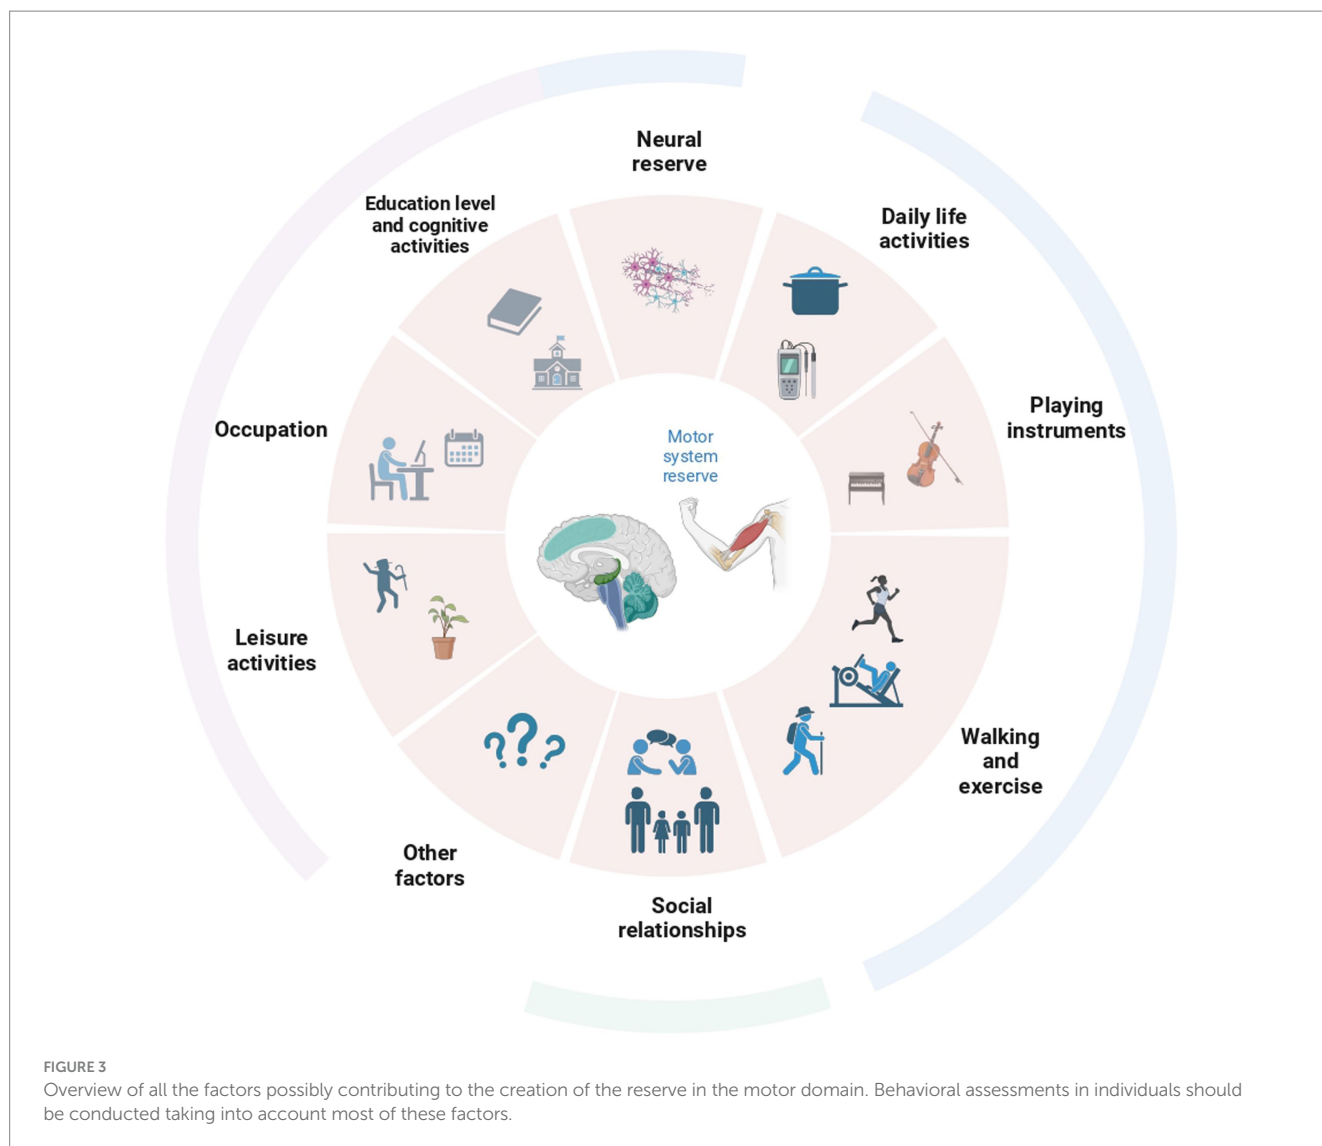 Neural
reserve
Daily life
activities
Playing
instruments
Walking
and
exercise
Social
relationships
Other
factors
Leisure
activities
Occupation
Education level
and cognitive
activities
Motor
system
reserve
FIGURE 3
Overview of all the factors possibly contributing to the creation of the reserve in the motor domain. Behavioral assessments in individuals should
be conducted taking into account most of these factors.